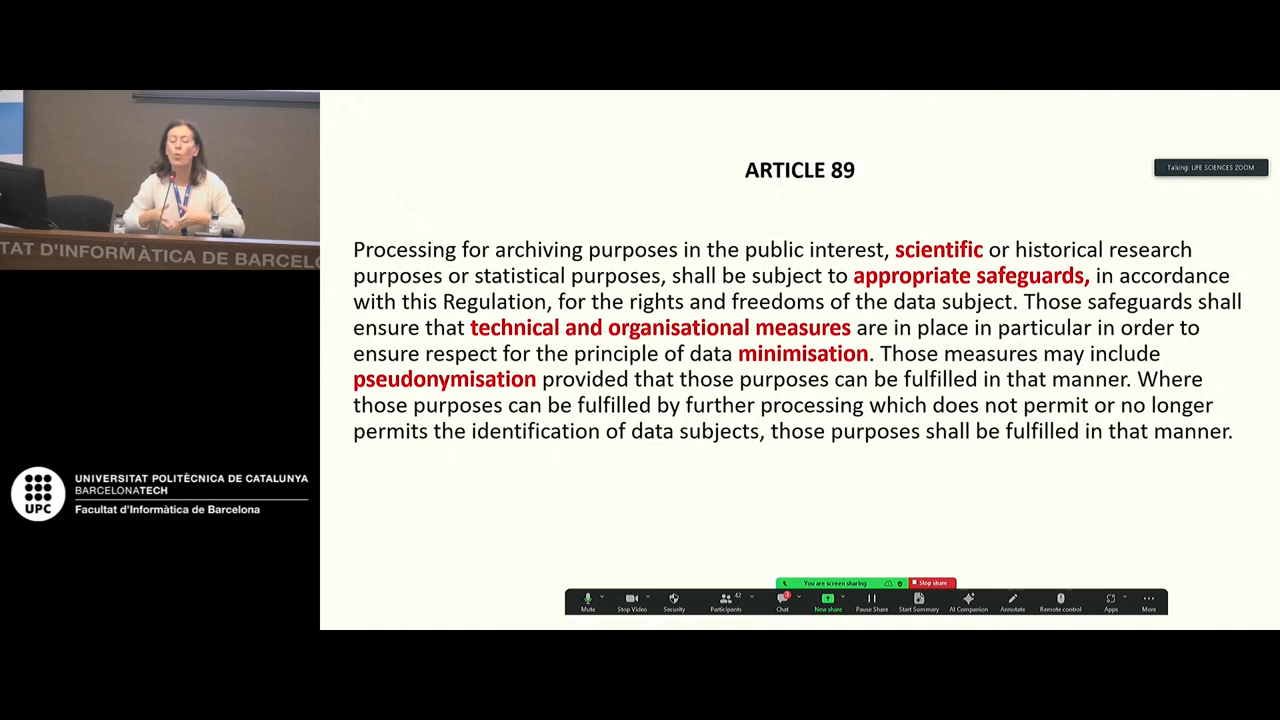 ARTICLE 89
Talking: LIFE SCIENCES ZOOM
Processing for archiving purposes in the public interest, scientific or historical research
purposes or statistical purposes, shall be subject to appropriate safeguards, in accordance
with this Regulation, for the rights and freedoms of the data subject. Those safeguards shall
ensure that technical and organisational measures are in place in particular in order to
ensure respect for the principle of data minimisation. Those measures may include
pseudonymisation provided that those purposes can be fulfilled in that manner. Where
those purposes can be fulfilled by further processing which does not permit or no longer
permits the identification of data subjects, those purposes shall be fulfilled in that manner.
TAT D'INFORMÀTICA DE BARCEL
UPC
UNIVERSITAT POLITÈCNICA DE CATALUNYA
BARCELONATECH
Facultat d'Informàtica de Barcelona
You are screen sharing
Stop share
Mute
Stop Video
Security
Participants
42
Chat
3
New share
Pause Share
Start Summary
AI Companion
Annotate
Remote control
Apps
More